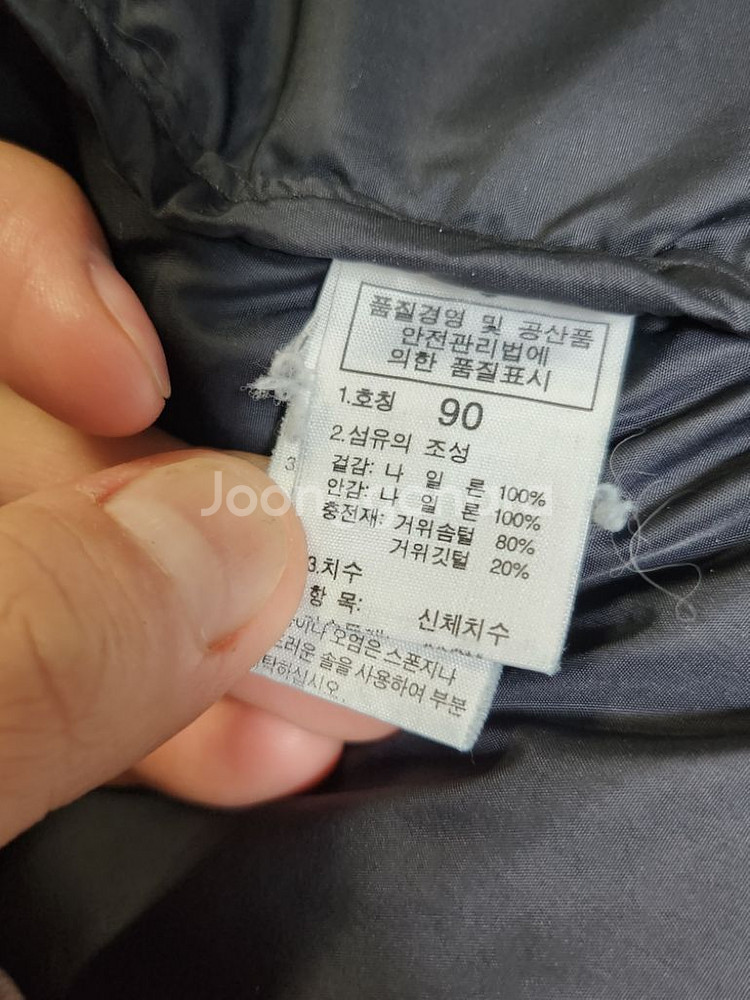 품질경영 및 공산품
안전관리법에
의한 품질표시
1.호칭 90
2.섬유의 조성
겉감: 나 일 론 100%
안감: 나 일 론 100%
충전재: 거위솜털 80%
거위깃털 20%
3.치수
항 목: 신체치수
3
오염은 스폰지나
솔을 사용하여 부분